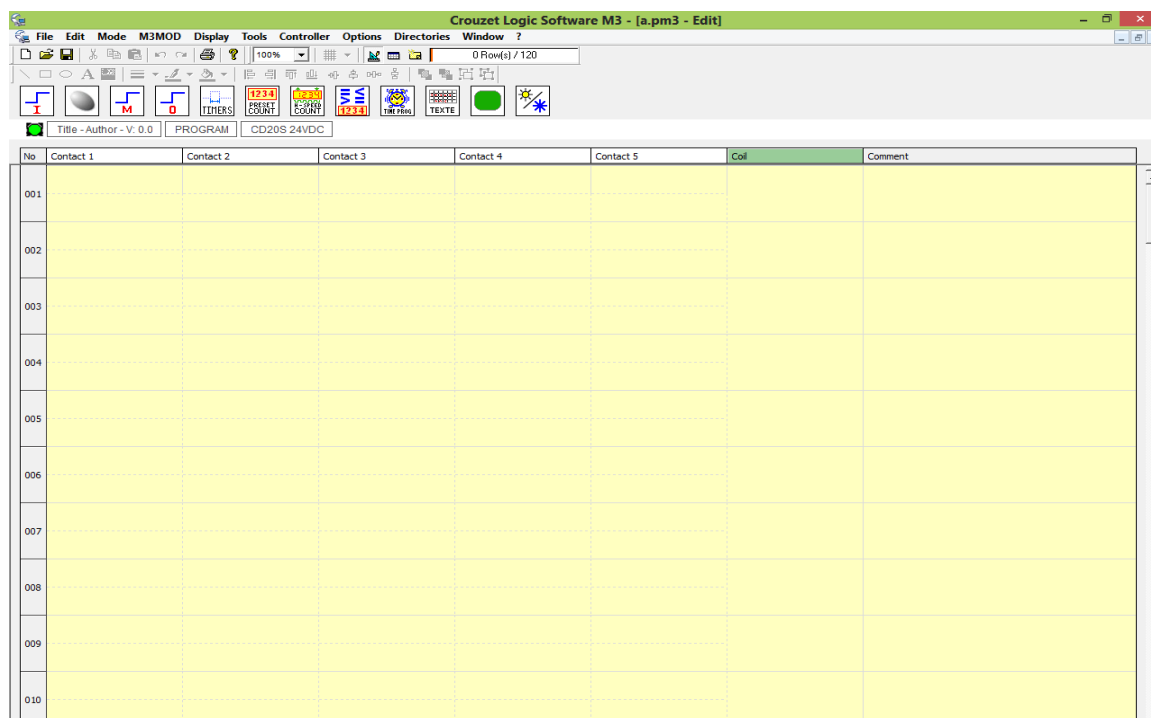 Crouzet Logic Software M3 - [a.pm3 - Edit]
File Edit Mode M3MOD Display Tools Controller Options Directories Window ?
100% 0 Row(s) / 120
I M O TIMERS 1234 PRESET COUNT 1234 H-SPEED COUNT 1234 TIME PROG TEXTE
Title - Author - V: 0.0 PROGRAM CD20S 24VDC
No Contact 1 Contact 2 Contact 3 Contact 4 Contact 5 Coil Comment
001
002
003
004
005
006
007
008
009
010